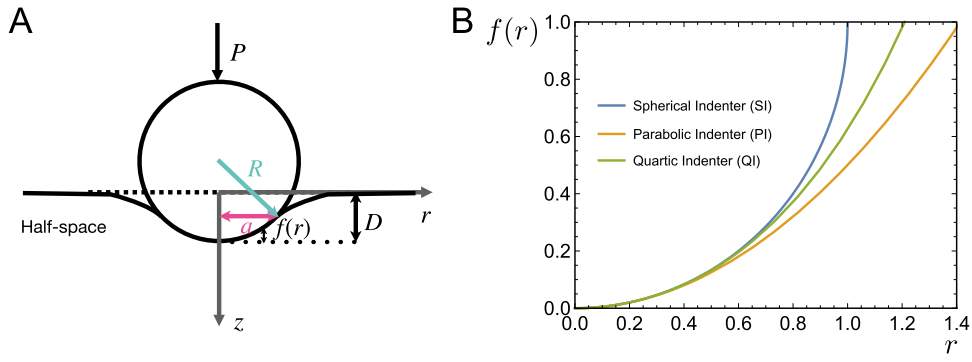 A
P
R
r
a
f(r)
D
Half-space
z
B
f(r)
1.0
0.8
0.6
0.4
0.2
0.0
Spherical Indenter (SI)
Parabolic Indenter (PI)
Quartic Indenter (QI)
0.0 0.2 0.4 0.6 0.8 1.0 1.2 1.4
r